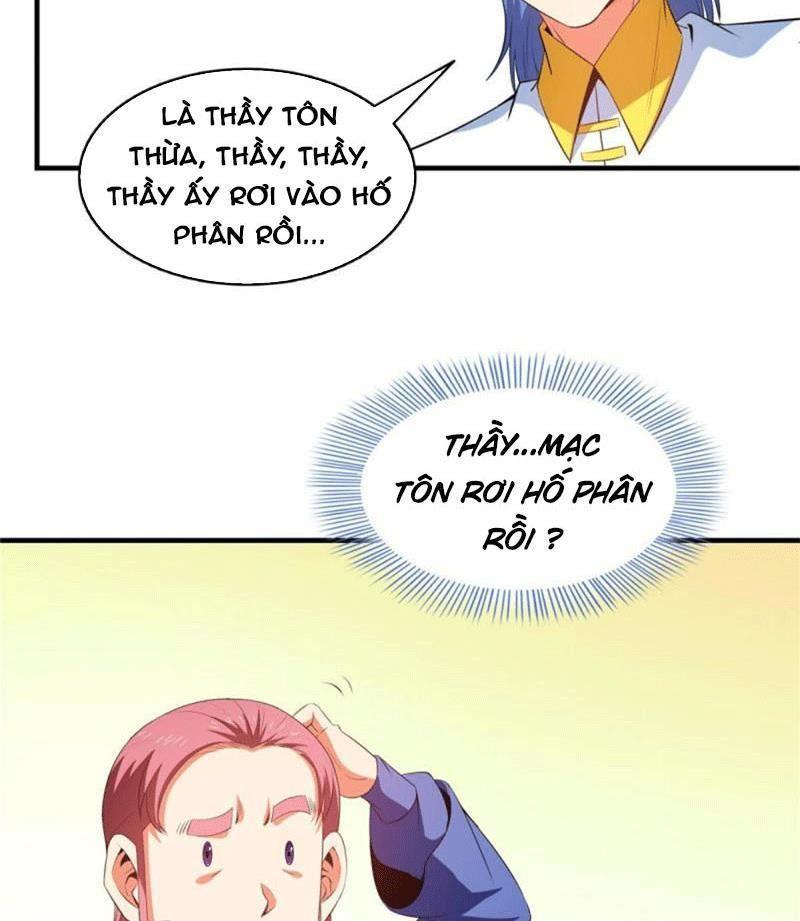 LÀ THẦY TÔN
THỪA, THẦY, THẦY,
THẦY ẤY RƠI VÀO HỐ
PHÂN RỒI...
THẦY...MẠC
TÔN RƠI HỐ PHÂN
RỒI ?